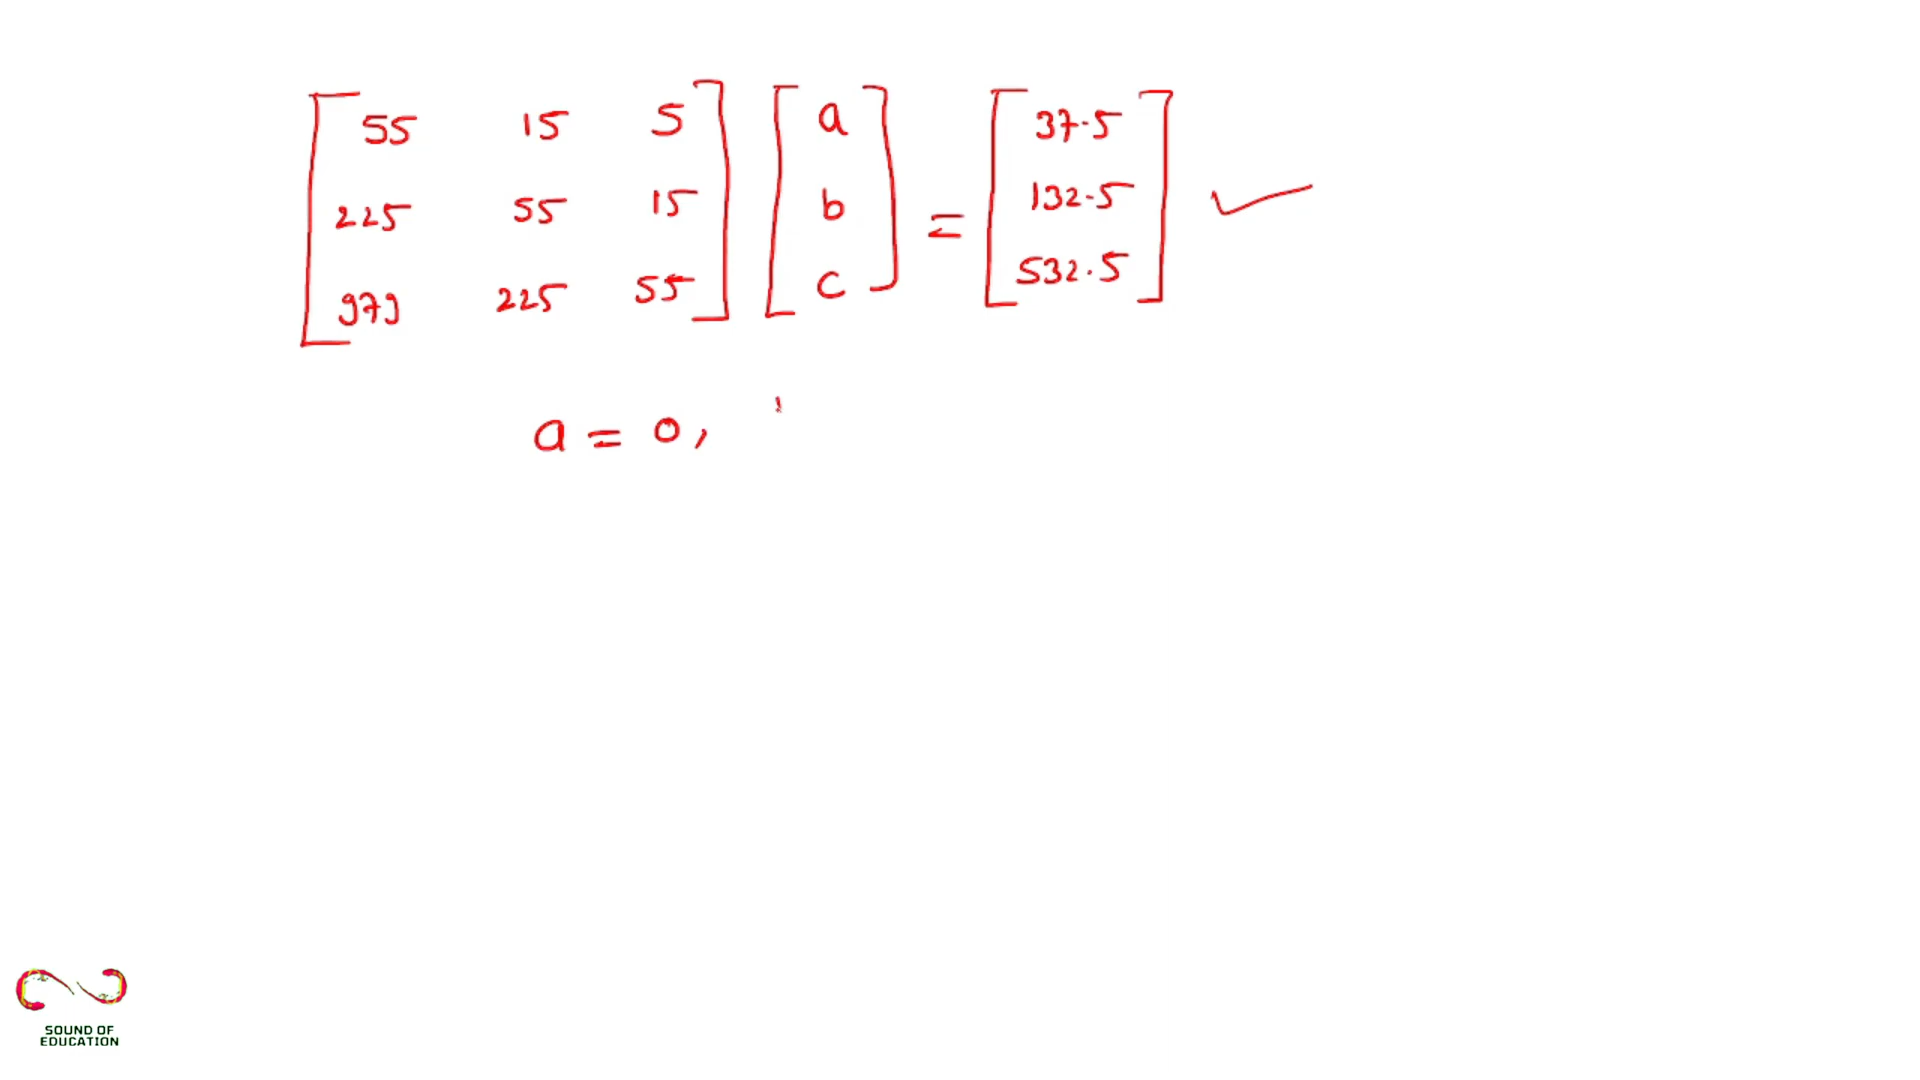 55 15 5 a 37.5
225 55 15 b = 132.5
979 225 55 c 532.5
a = 0,
SOUND OF
EDUCATION